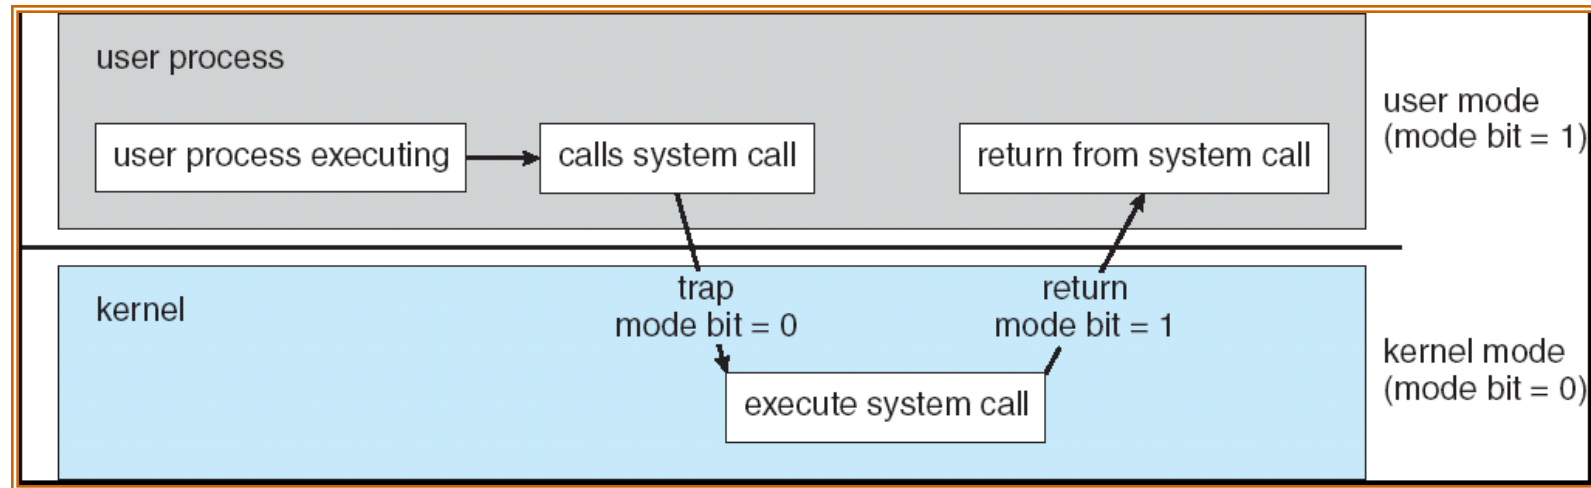 user process
user process executing
calls system call
return from system call
user mode
(mode bit = 1)
kernel
trap
mode bit = 0
return
mode bit = 1
execute system call
kernel mode
(mode bit = 0)